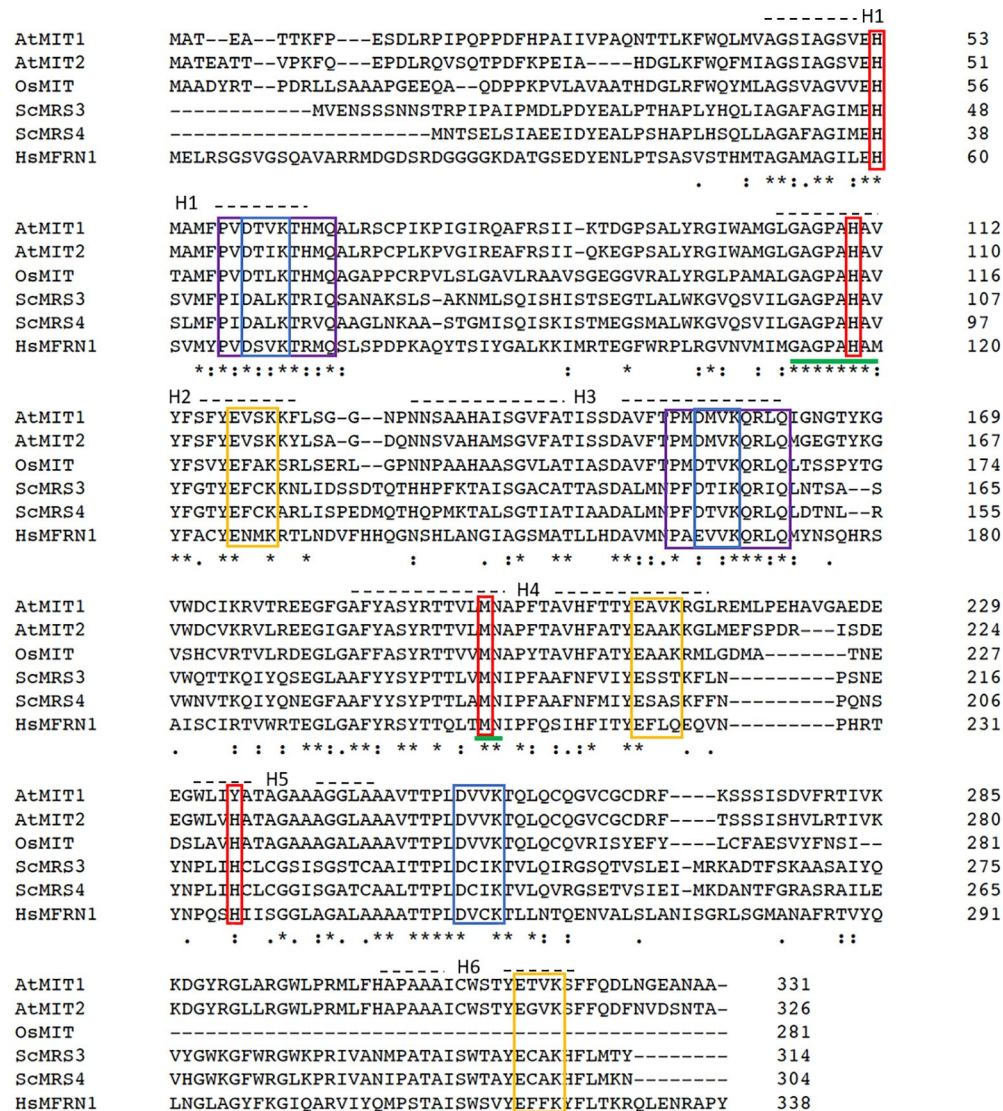 H1
AtMIT1 MAT--EA--TTKFP---ESDLRPIPQPPDFHPAIIVPAQNTTLKFWQLMVAGSIAGSVEH 53
AtMIT2 MATEATT--VPKFQ---EPDLRQVSQTPDFKPEIA----HDGLKFWQFMIAGSIAGSVEH 51
OsMIT MAADYRT--PDRLLSAAAPGEEQA--QDPPKPVLAVAATHDGLRFWQYMLAGSVAGVVEH 56
ScMRS3 ------------MVENSSSNNSTRPIPAIPMDLPDYEALPTHAPLYHQLIAGAFAGIMEH 48
ScMRS4 ----------------------MNTSELSIAEEIDYEALPSHAPLHSQLLAGAFAGIMEH 38
HsMFRN1 MELRSGSVGSQAVARRMDGDSRDGGGGKDATGSEDYENLPTSASVSTHMTAGAMAGILEH 60
. : **:.** :**
H1
AtMIT1 MAMFPVDTVKTHMQALRSCPIKPIGIRQAFRSII-KTDGPSALYRGIWAMGLGAGPAHAV 112
AtMIT2 MAMFPVDTIKTHMQALRPCPLKPVGIREAFRSII-QKEGPSALYRGIWAMGLGAGPAHAV 110
OsMIT TAMFPVDTLKTHMQAGAPPCRPVLSLGAVLRAAVSGEGGVRALYRGLPAMALGAGPAHAV 116
ScMRS3 SVMFPIDALKTRIQSANAKSLS-AKNMLSQISHISTSEGTLALWKGVQSVILGAGPAHAV 107
ScMRS4 SLMFPIDALKTRVQAAGLNKAA-STGMISQISKISTMEGSMALWKGVQSVILGAGPAHAV 97
HsMFRN1 SVMYPVDSVKTRMQSLSPDPKAQYTSIYGALKKIMRTEGFWRPLRGVNVMIMGAGPAHAM 120
*:*:*::**::*: : * :*: : :*******:
H2 H3
AtMIT1 YFSFYEVSKKFLSG-G--NPNNSAAHAISGVFATISSDAVFTPMDMVKQRLQIGNGTYKG 169
AtMIT2 YFSFYEVSKKYLSA-G--DQNNSVAHAMSGVFATISSDAVFTPMDMVKQRLQMGEGTYKG 167
OsMIT YFSVYEFAKSRLSERL--GPNNPAAHAASGVLATIASDAVFTPMDTVKQRLQLTSSPYTG 174
ScMRS3 YFGTYEFCKKNLIDSSDTQTHHPFKTAISGACATTASDALMNPFDTIKQRIQLNTSA--S 165
ScMRS4 YFGTYEFCKARLISPEDMQTHQPMKTALSGTIATIAADALMNPFDTVKQRLQLDTNL--R 155
HsMFRN1 YFACYENMKRTLNDVFHHQGNSHLANGIAGSMATLLHDAVMNPAEVVKQRLQMYNSQHRS 180
**. ** * * : . :* ** **::.* : :***:*: .
H4
AtMIT1 VWDCIKRVTREEGFGAFYASYRTTVLMNAPFTAVHFTTYEAVKRGLREMLPEHAVGAEDE 229
AtMIT2 VWDCVKRVLREEGIGAFYASYRTTVLMNAPFTAVHFATYEAAKKGLMEFSPDR---ISDE 224
OsMIT VSHCVRTVLRDEGLGAFFASYRTTVVMNAPYTAVHFATYEAAKRMLGDMA-------TNE 227
ScMRS3 VWQTTKQIYQSEGLAAFYYSYPTTLVMNIPFAAFNFVIYESSTKFLN---------PSNE 216
ScMRS4 VWNVTKQIYQNEGFAAFYYSYPTTLAMNIPFAAFNFMIYESASKFFN---------PQNS 206
HsMFRN1 AISCIRTVWRTEGLGAFYRSYTTQLTMNIPFQSIHFITYEFLQEQVN---------PHRT 231
. : : : **:.**: ** * : ** *: :.:* ** . .
H5
AtMIT1 EGWLIYATAGAAAGGLAAAVTTPLDVVKTQLQCQGVCGCDRF----KSSSISDVFRTIVK 285
AtMIT2 EGWLVHATAGAAAGGLAAAVTTPLDVVKTQLQCQGVCGCDRF----TSSSISHVLRTIVK 280
OsMIT DSLAVHATAGAAAGALAAAVTTPLDVVKTQLQCQVRISYEFY----LCFAESVYFNSI-- 281
ScMRS3 YNPLIHCLCGSISGSTCAAITTPLDCIKTVLQIRGSQTVSLEI-MRKADTFSKAASAIYQ 275
ScMRS4 YNPLIHCLCGGISGATCAALTTPLDCIKTVLQVRGSETVSIEI-MKDANTFGRASRAILE 265
HsMFRN1 YNPQSHIISGGLAGALAAAATTPLDVCKTLLNTQENVALSLANISGRLSGMANAFRTVYQ 291
. : .*. :*. .** ***** ** *: : . . ::
H6
AtMIT1 KDGYRGLARGWLPRMLFHAPAAAICWSTYETVKSFFQDLNGEANAA- 331
AtMIT2 KDGYRGLLRGWLPRMLFHAPAAAICWSTYEGVKSFFQDFNVDSNTA- 326
OsMIT ----------------------------------------------- 281
ScMRS3 VYGWKGFWRGWKPRIVANMPATAISWTAYECAKHFLMTY-------- 314
ScMRS4 VHGWKGFWRGLKPRIVANIPATAISWTAYECAKHFLMKN-------- 304
HsMFRN1 LNGLAGYFKGIQARVIYQMPSTAISWSVYEFFKYFLTKRQLENRAPY 338